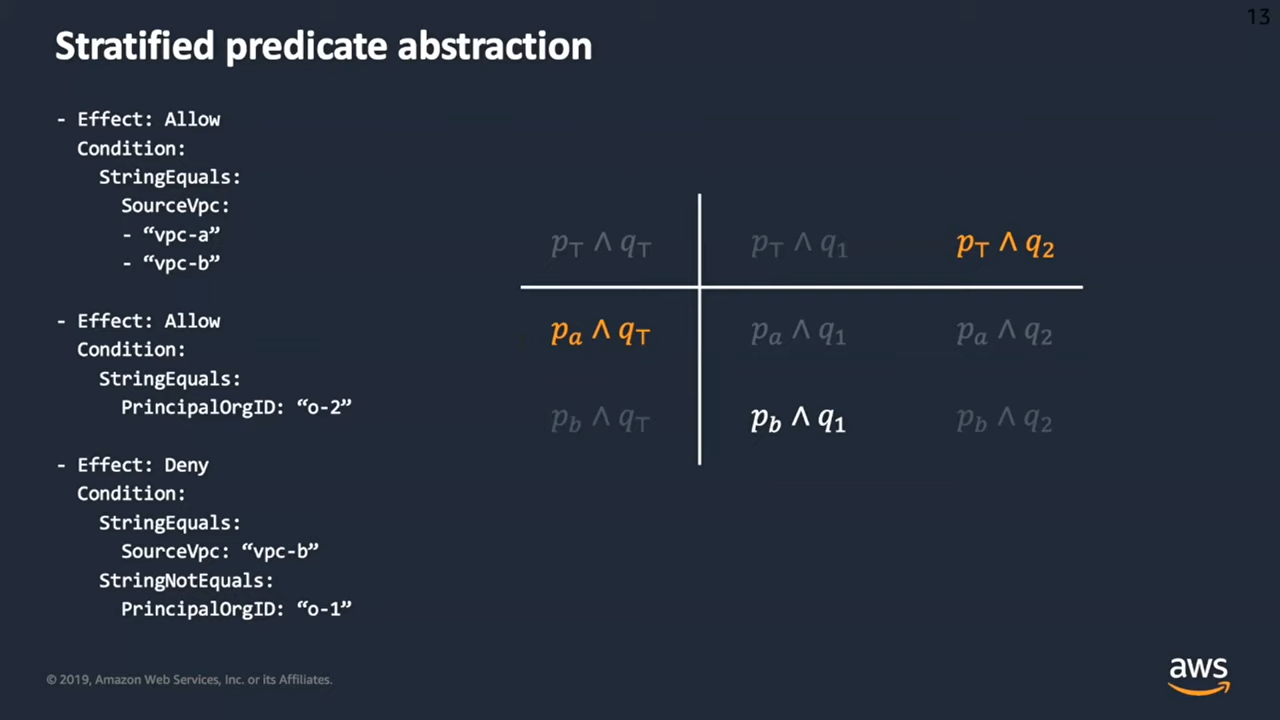 13
Stratified predicate abstraction
- Effect: Allow
Condition:
StringEquals:
SourceVpc:
- “vpc-a”
- “vpc-b”
- Effect: Allow
Condition:
StringEquals:
PrincipalOrgID: “o-2”
- Effect: Deny
Condition:
StringEquals:
SourceVpc: “vpc-b”
StringNotEquals:
PrincipalOrgID: “o-1”
p⊤ ∧ q⊤ p⊤ ∧ q₁ p⊤ ∧ q₂
pₐ ∧ q⊤ pₐ ∧ q₁ pₐ ∧ q₂
p_b ∧ q⊤ p_b ∧ q₁ p_b ∧ q₂
© 2019, Amazon Web Services, Inc. or its Affiliates.
aws